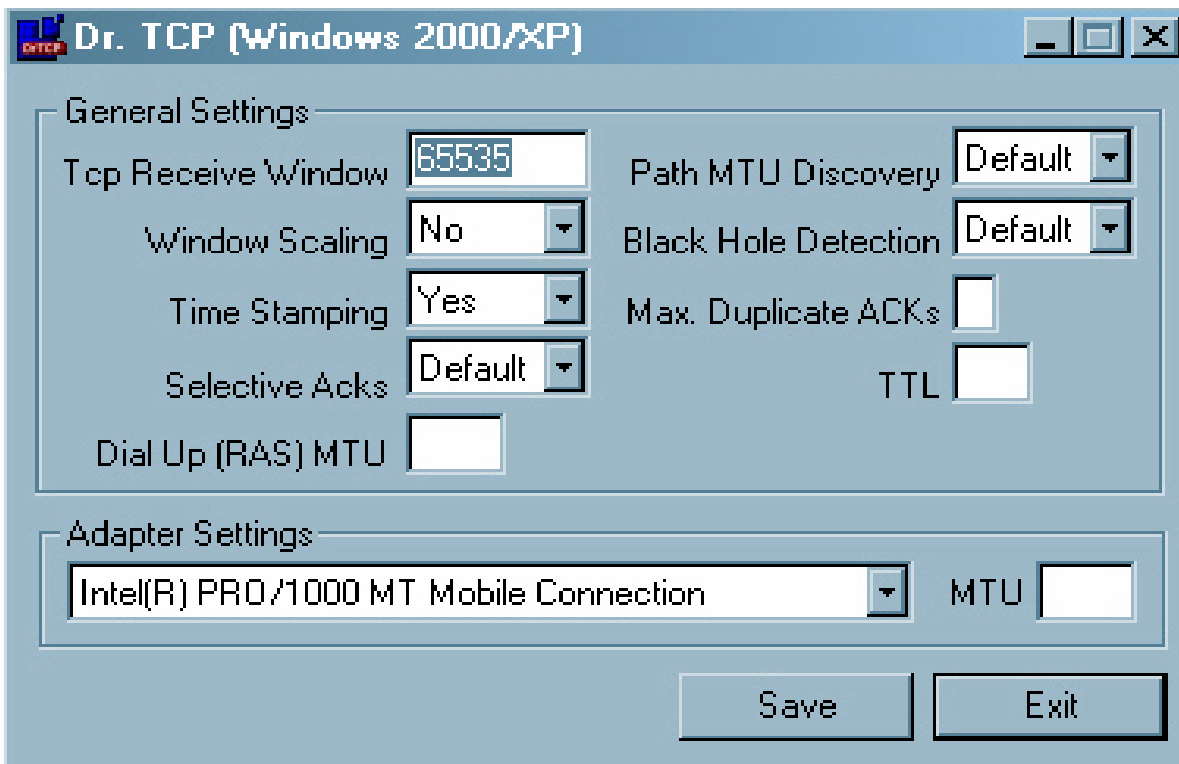 DrTCP
Dr. TCP (Windows 2000/XP)
General Settings
Tcp Receive Window 65535
Path MTU Discovery Default
Window Scaling No
Black Hole Detection Default
Time Stamping Yes
Max. Duplicate ACKs
Selective Acks Default
TTL
Dial Up (RAS) MTU
Adapter Settings
Intel(R) PRO/1000 MT Mobile Connection
MTU
Save
Exit